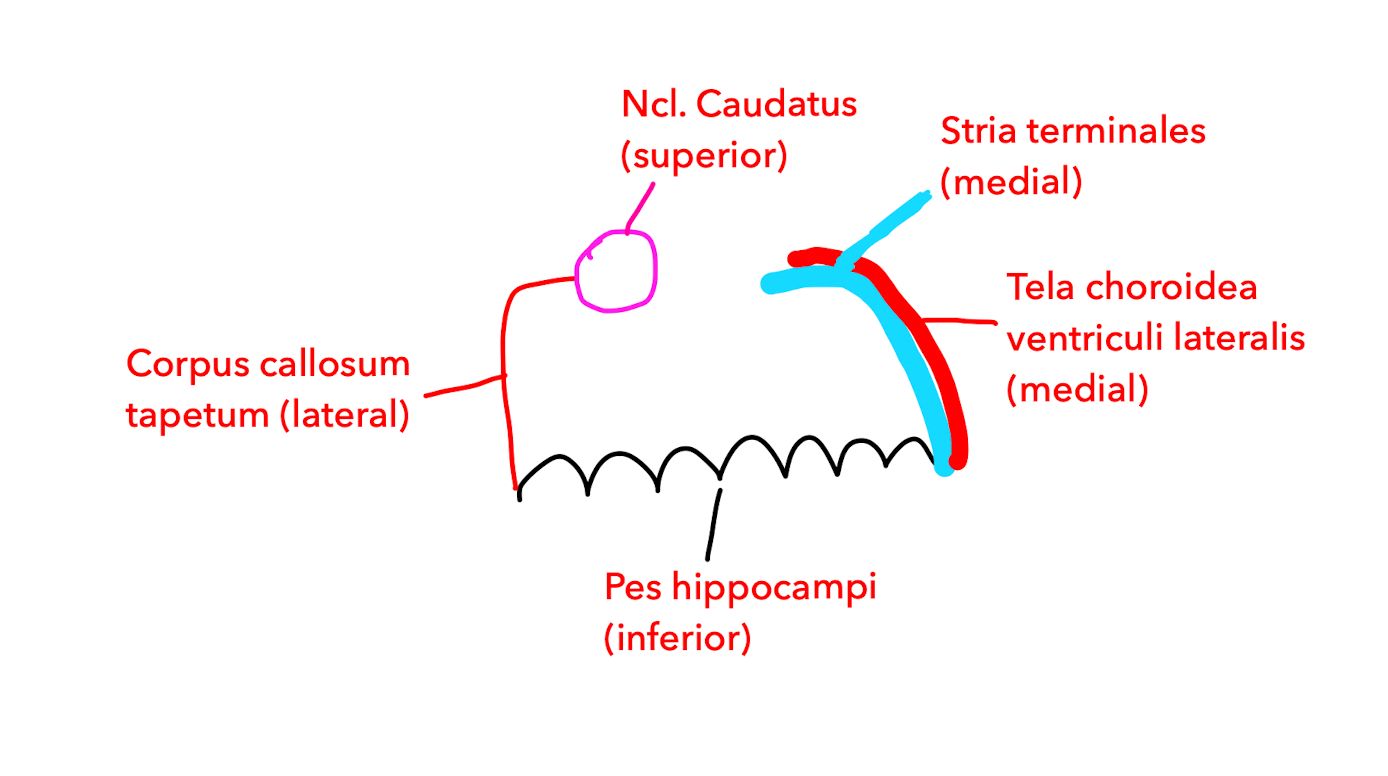 Ncl. Caudatus
(superior)
Stria terminales
(medial)
Tela choroidea
ventriculi lateralis
(medial)
Corpus callosum
tapetum (lateral)
Pes hippocampi
(inferior)